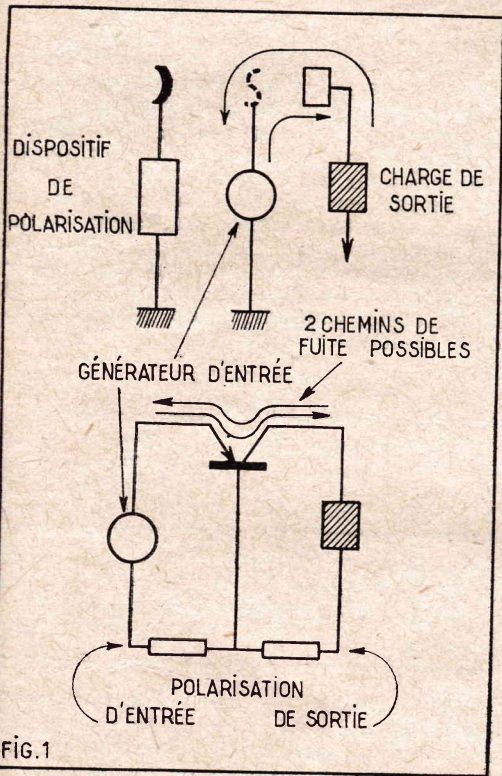 DISPOSITIF
DE
POLARISATION
CHARGE DE
SORTIE
2 CHEMINS DE
FUITE POSSIBLES
GÉNÉRATEUR D'ENTRÉE
POLARISATION
D'ENTRÉE
DE SORTIE
FIG.1